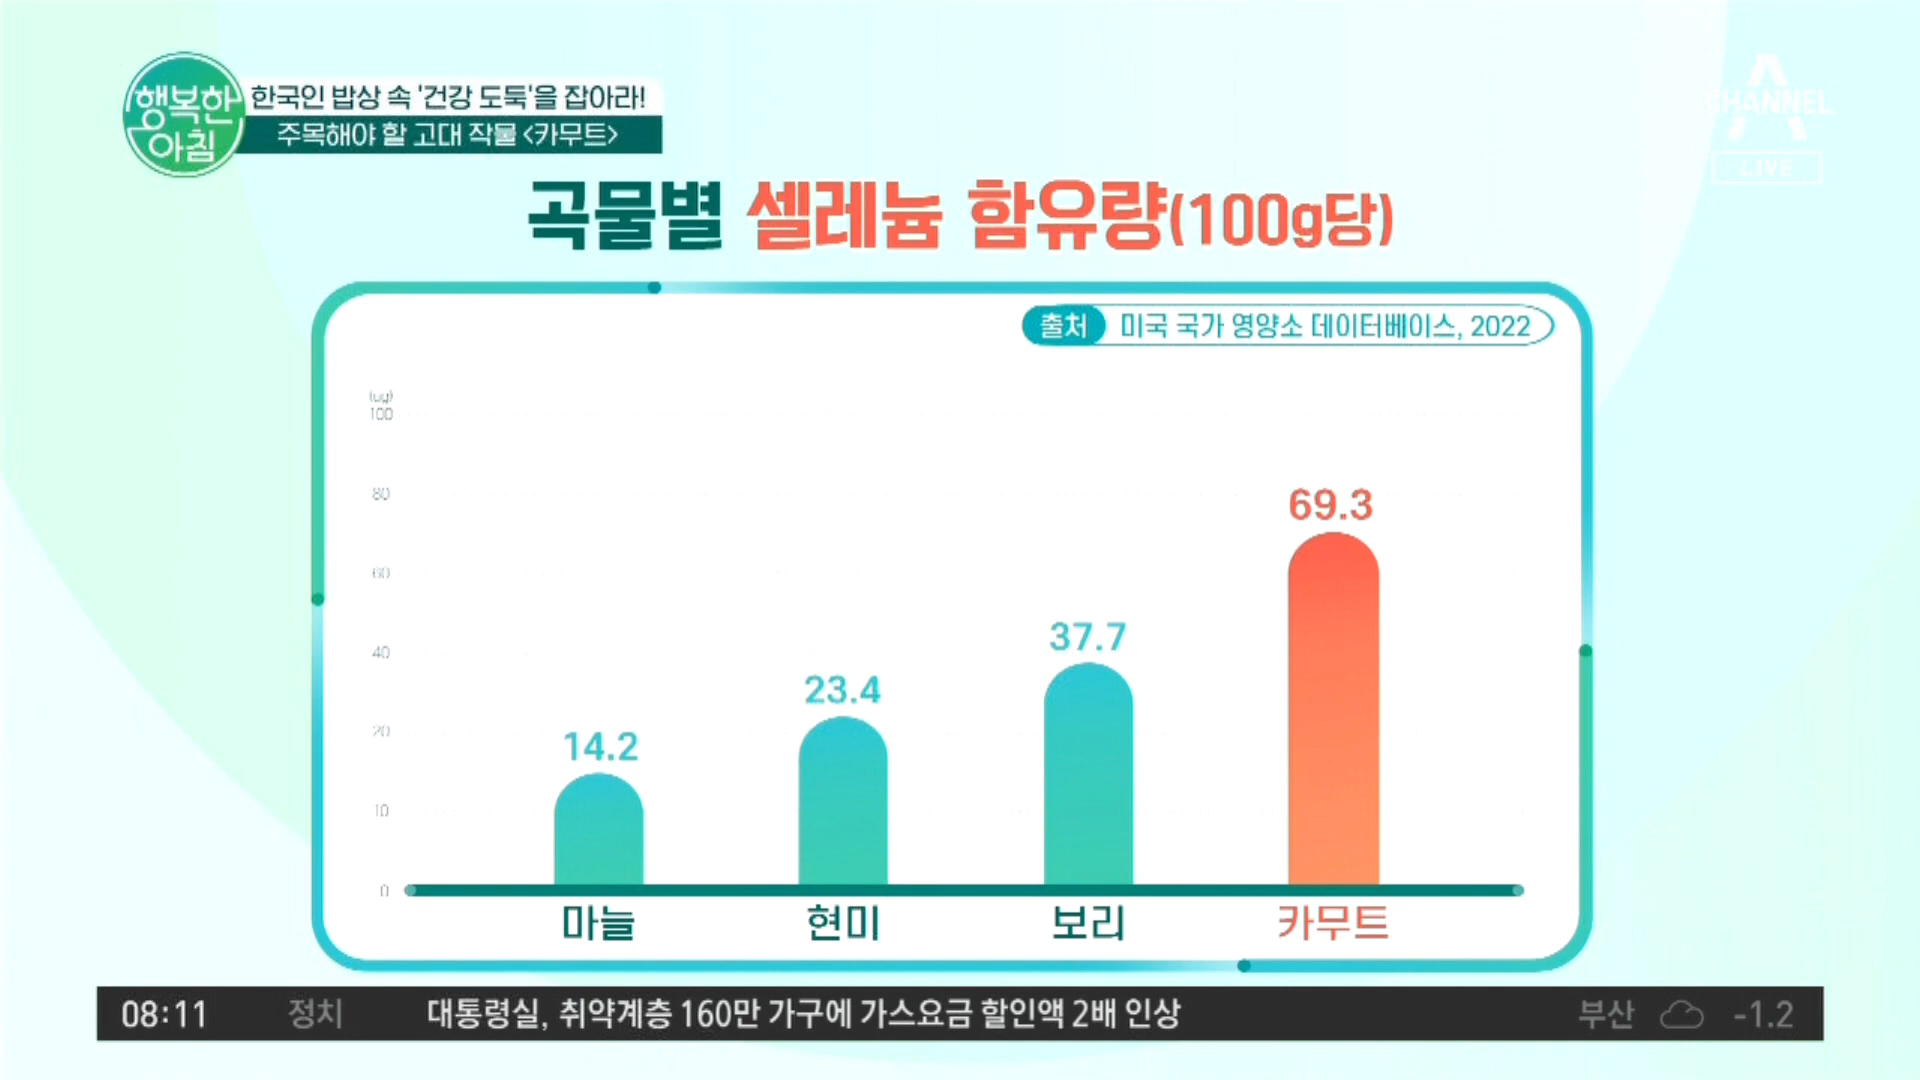 행복한
아침
한국인 밥상 속 '건강 도둑'을 잡아라!
주목해야 할 고대 작물 <카무트>
CHANNEL
LIVE
곡물별 셀레늄 함유량(100g당)
출처 미국 국가 영양소 데이터베이스, 2022
(ug)
100
80
60
40
20
10
0
14.2
23.4
37.7
69.3
마늘
현미
보리
카무트
08:11 정치 대통령실, 취약계층 160만 가구에 가스요금 할인액 2배 인상 부산 -1.2